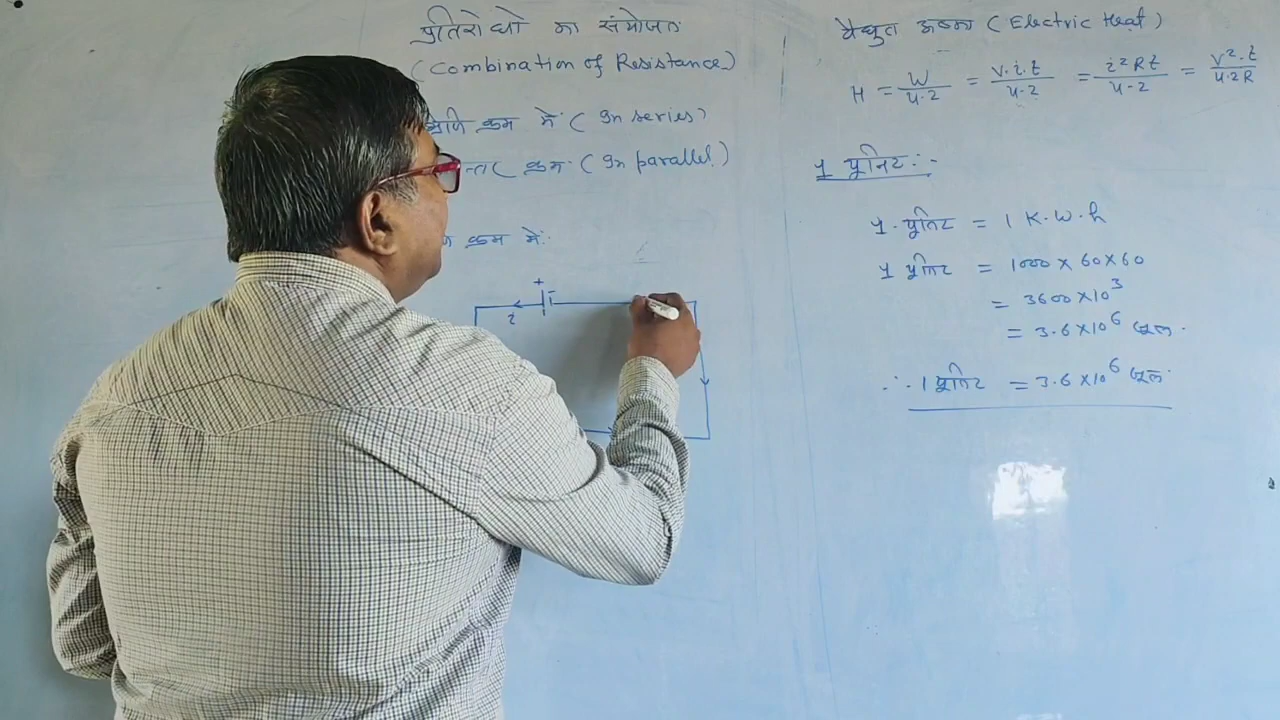 प्रतिरोधों का संयोजन
(Combination of Resistance)
श्रेणि क्रम में (In series)
न्तर क्रम (In parallel)
क्रम में:
+ -
i
वैद्युत ऊष्मा (Electric Heat)
H = W/4.2 = V.i.t/4.2 = i²Rt/4.2 = V².t/4.2R
1 यूनिट:-
1 यूनिट = 1 K.W.h
1 यूनिट = 1000 × 60 × 60
= 3600 × 10³
= 3.6 × 10⁶ जूल.
∴ 1 यूनिट = 3.6 × 10⁶ जूल.